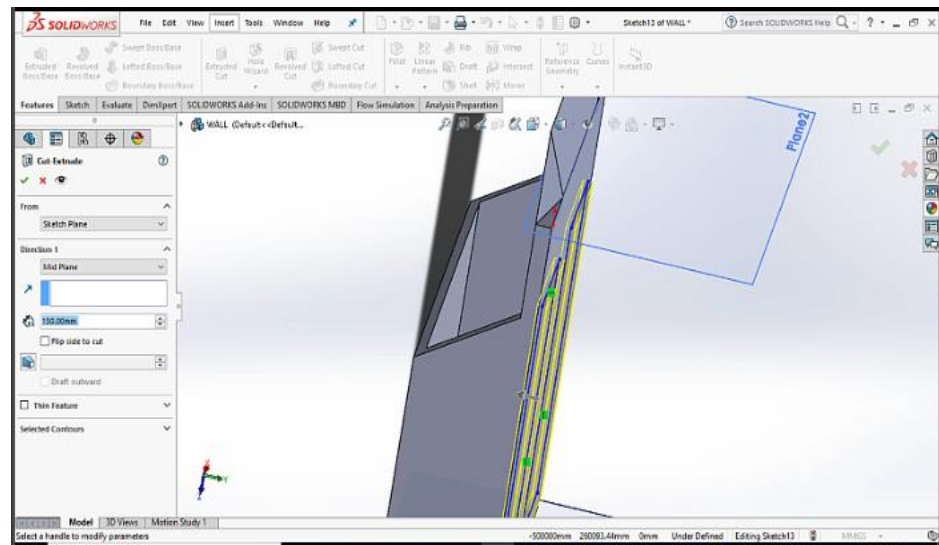 SOLIDWORKS File Edit View Insert Tools Window Help Sketch13 of WALL * Search SOLIDWORKS Help
Swept Boss/Base Swept Cut Rib Wrap
Extruded Boss/Base Revolved Boss/Base Lofted Boss/Base Extruded Cut Hole Wizard Revolved Cut Lofted Cut Fillet Linear Pattern Draft Intersect Reference Geometry Curves Instant3D
Boundary Boss/Base Boundary Cut Shell Mirror
Features Sketch Evaluate DimXpert SOLIDWORKS Add-Ins SOLIDWORKS MBD Flow Simulation Analysis Preparation
WALL (Default<<Default...
Plane2
Cut-Extrude
From
Sketch Plane
Direction 1
Mid Plane
150.00mm
Flip side to cut
Draft outward
Thin Feature
Selected Contours
Model 3D Views Motion Study 1
Select a handle to modify parameters -500000mm 260093.44mm 0mm Under Defined Editing Sketch13 MMGS